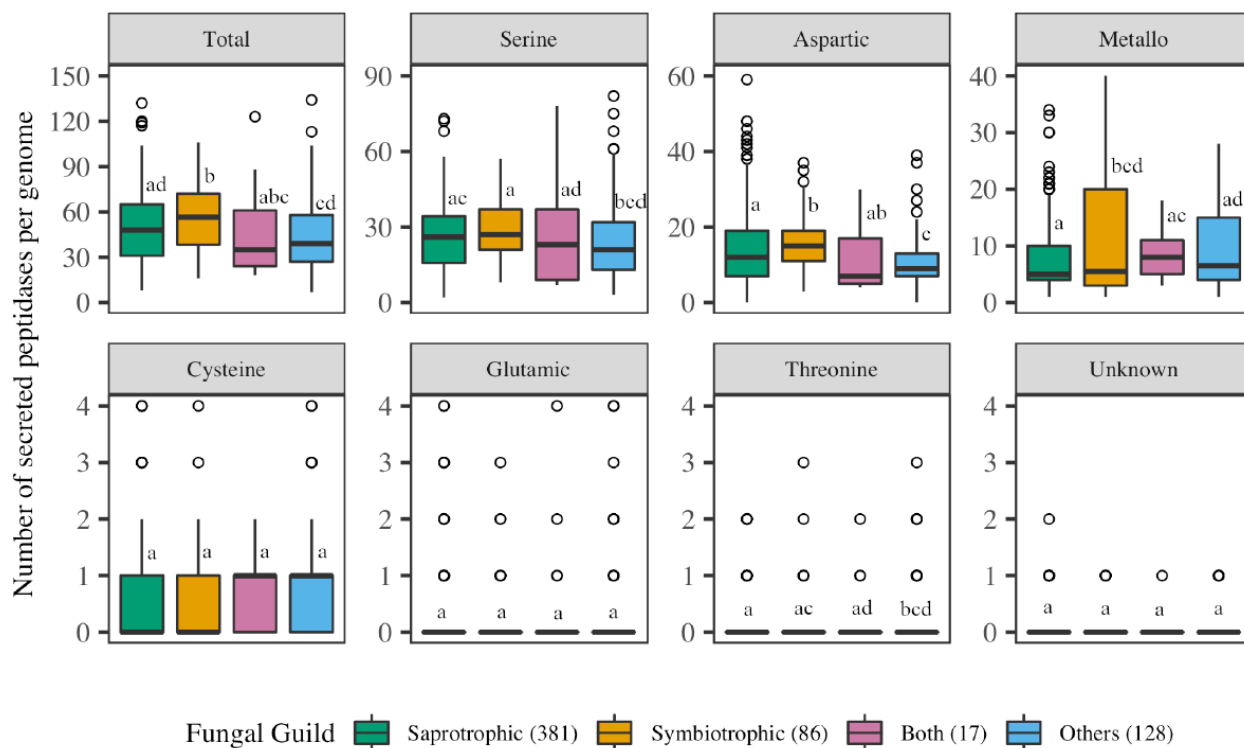 Number of secreted peptidases per genome
Total
150
120
90
60
30
0
ad
b
abc
cd
Serine
90
60
30
0
ac
a
ad
bcd
Aspartic
60
40
20
0
a
b
ab
c
Metallo
40
30
20
10
0
a
bcd
ac
ad
Cysteine
4
3
2
1
0
a
a
a
a
Glutamic
4
3
2
1
0
a
a
a
a
Threonine
4
3
2
1
0
a
ac
ad
bcd
Unknown
4
3
2
1
0
a
a
a
a
Fungal Guild Saprotrophic (381) Symbiotrophic (86) Both (17) Others (128)